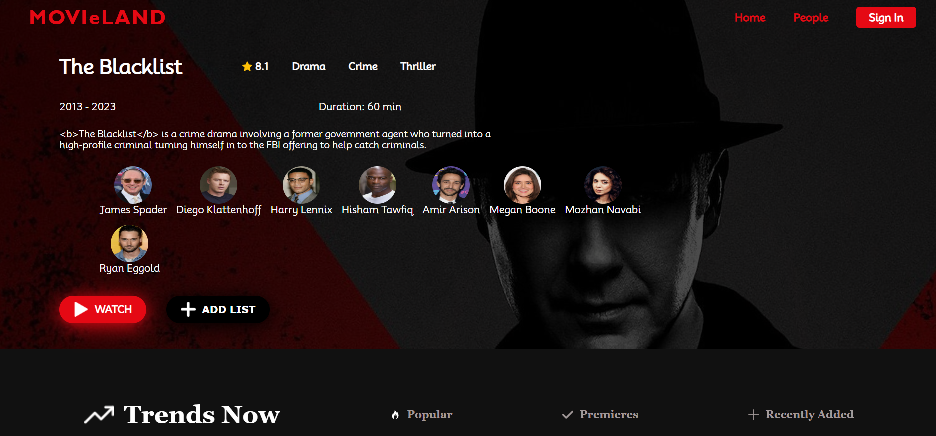 MOVIeLAND Home People Sign In
The Blacklist 8.1 Drama Crime Thriller
2013 - 2023 Duration: 60 min
<b>The Blacklist</b> is a crime drama involving a former government agent who turned into a
high-profile criminal turning himself in to the FBI offering to help catch criminals.
James Spader Diego Klattenhoff Harry Lennix Hisham Tawfiq Amir Arison Megan Boone Mozhan Navabi
Ryan Eggold
WATCH ADD LIST
Trends Now Popular Premieres Recently Added